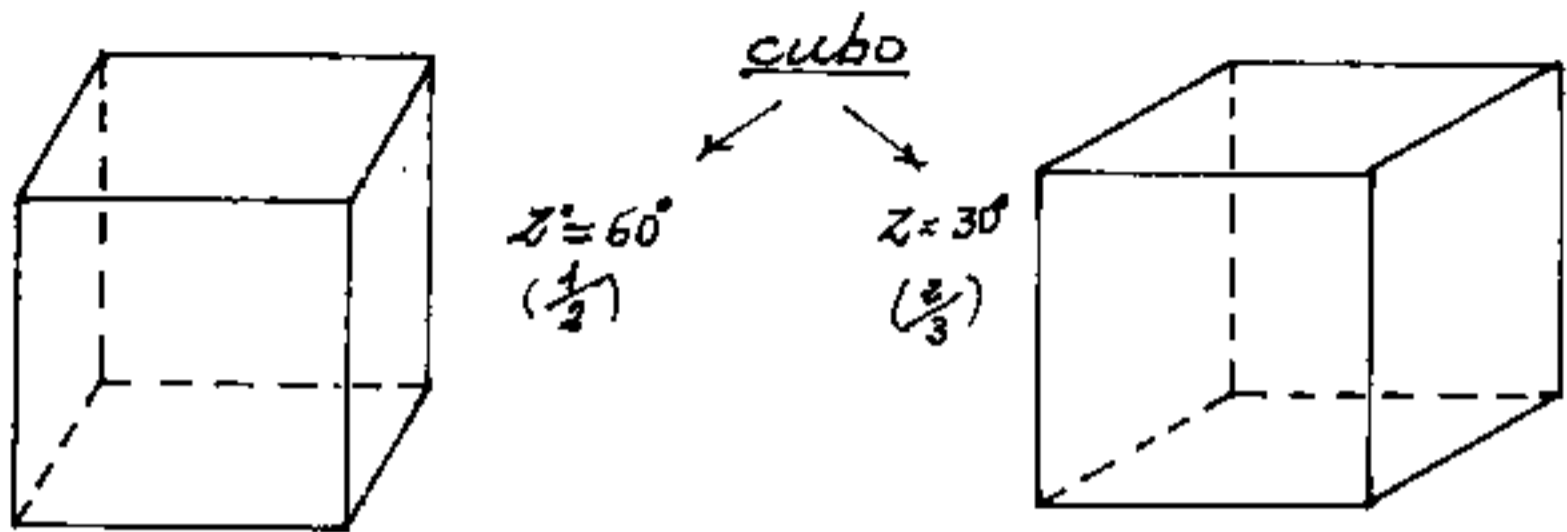 cubo
Z = 60°
(1/2)
Z = 30°
(2/3)